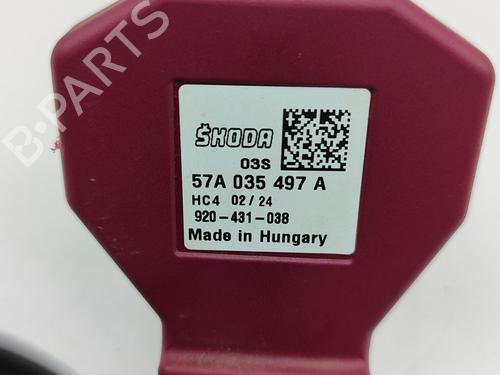 ŠKODA
03S
57A 035 497 A
HC4 02/24
920-431-038
Made in Hungary
B-PARTS